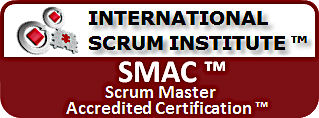 INTERNATIONAL
SCRUM INSTITUTE ™
SMAC ™
Scrum Master
Accredited Certification ™